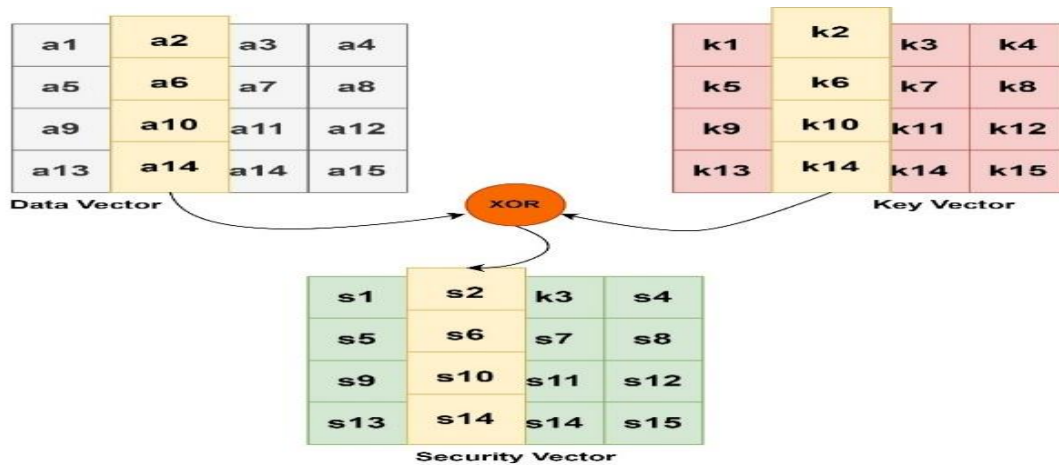 a1 a2 a3 a4 k1 k2 k3 k4
a5 a6 a7 a8 k5 k6 k7 k8
a9 a10 a11 a12 k9 k10 k11 k12
a13 a14 a14 a15 k13 k14 k14 k15
Data Vector XOR Key Vector
s1 s2 k3 s4
s5 s6 s7 s8
s9 s10 s11 s12
s13 s14 s14 s15
Security Vector